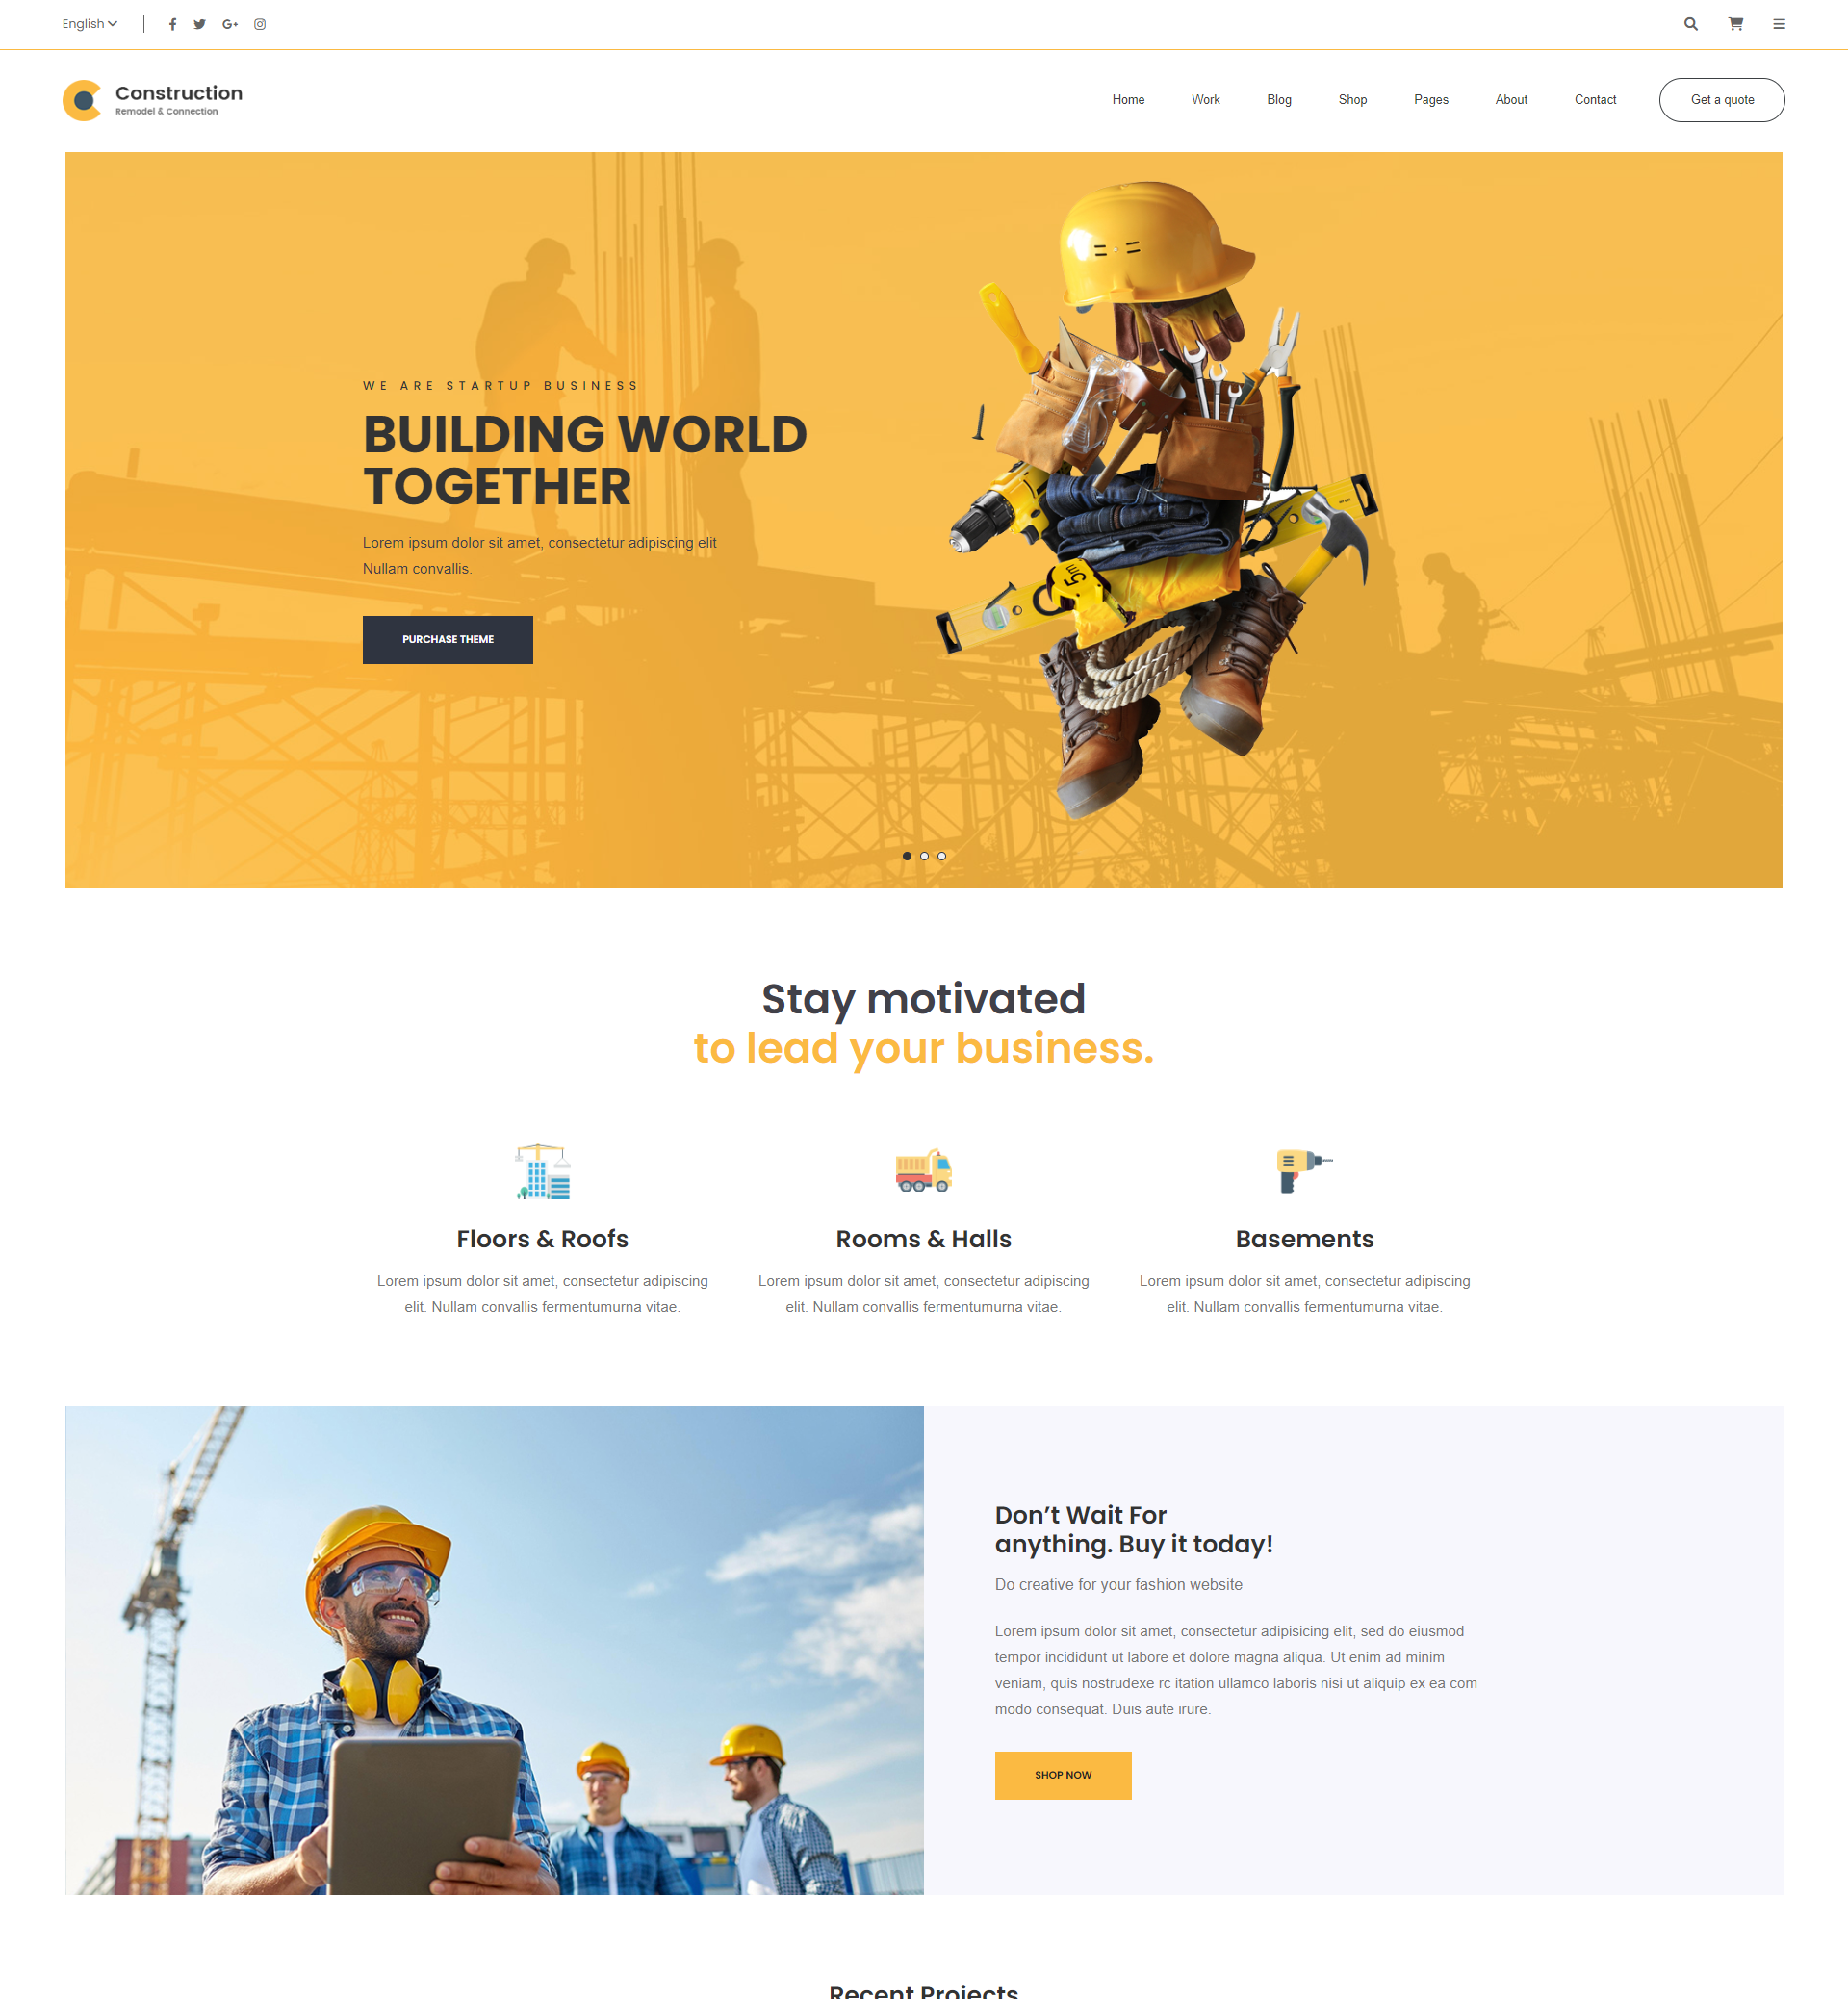 English
Construction
Remodel & Connection
Home Work Blog Shop Pages About Contact Get a quote
WE ARE STARTUP BUSINESS
BUILDING WORLD
TOGETHER
Lorem ipsum dolor sit amet, consectetur adipiscing elit
Nullam convallis.
PURCHASE THEME
5m
Stay motivated
to lead your business.
Floors & Roofs
Lorem ipsum dolor sit amet, consectetur adipiscing
elit. Nullam convallis fermentumurna vitae.
Rooms & Halls
Lorem ipsum dolor sit amet, consectetur adipiscing
elit. Nullam convallis fermentumurna vitae.
Basements
Lorem ipsum dolor sit amet, consectetur adipiscing
elit. Nullam convallis fermentumurna vitae.
Don’t Wait For
anything. Buy it today!
Do creative for your fashion website
Lorem ipsum dolor sit amet, consectetur adipisicing elit, sed do eiusmod
tempor incididunt ut labore et dolore magna aliqua. Ut enim ad minim
veniam, quis nostrudexe rc itation ullamco laboris nisi ut aliquip ex ea com
modo consequat. Duis aute irure.
SHOP NOW
Recent Projects